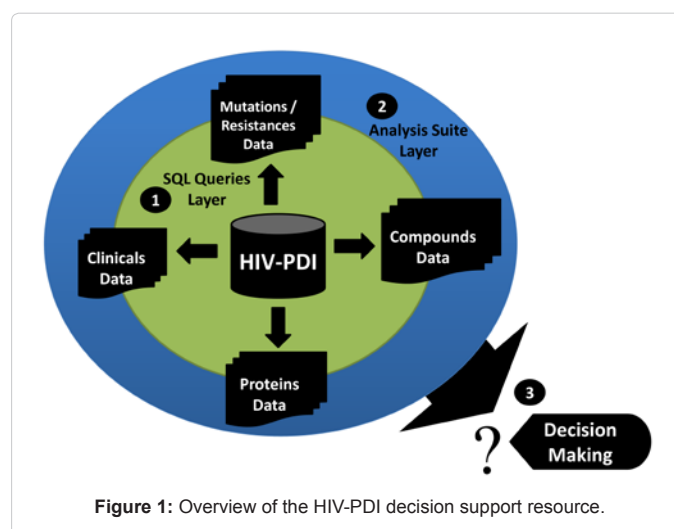 Mutations /
Resistances
Data
2
Analysis Suite
Layer
SQL Queries
1
Layer
Clinicals
Data
HIV-PDI
Compounds
Data
Proteins
Data
3
?
Decision
Making
Figure 1: Overview of the HIV-PDI decision support resource.